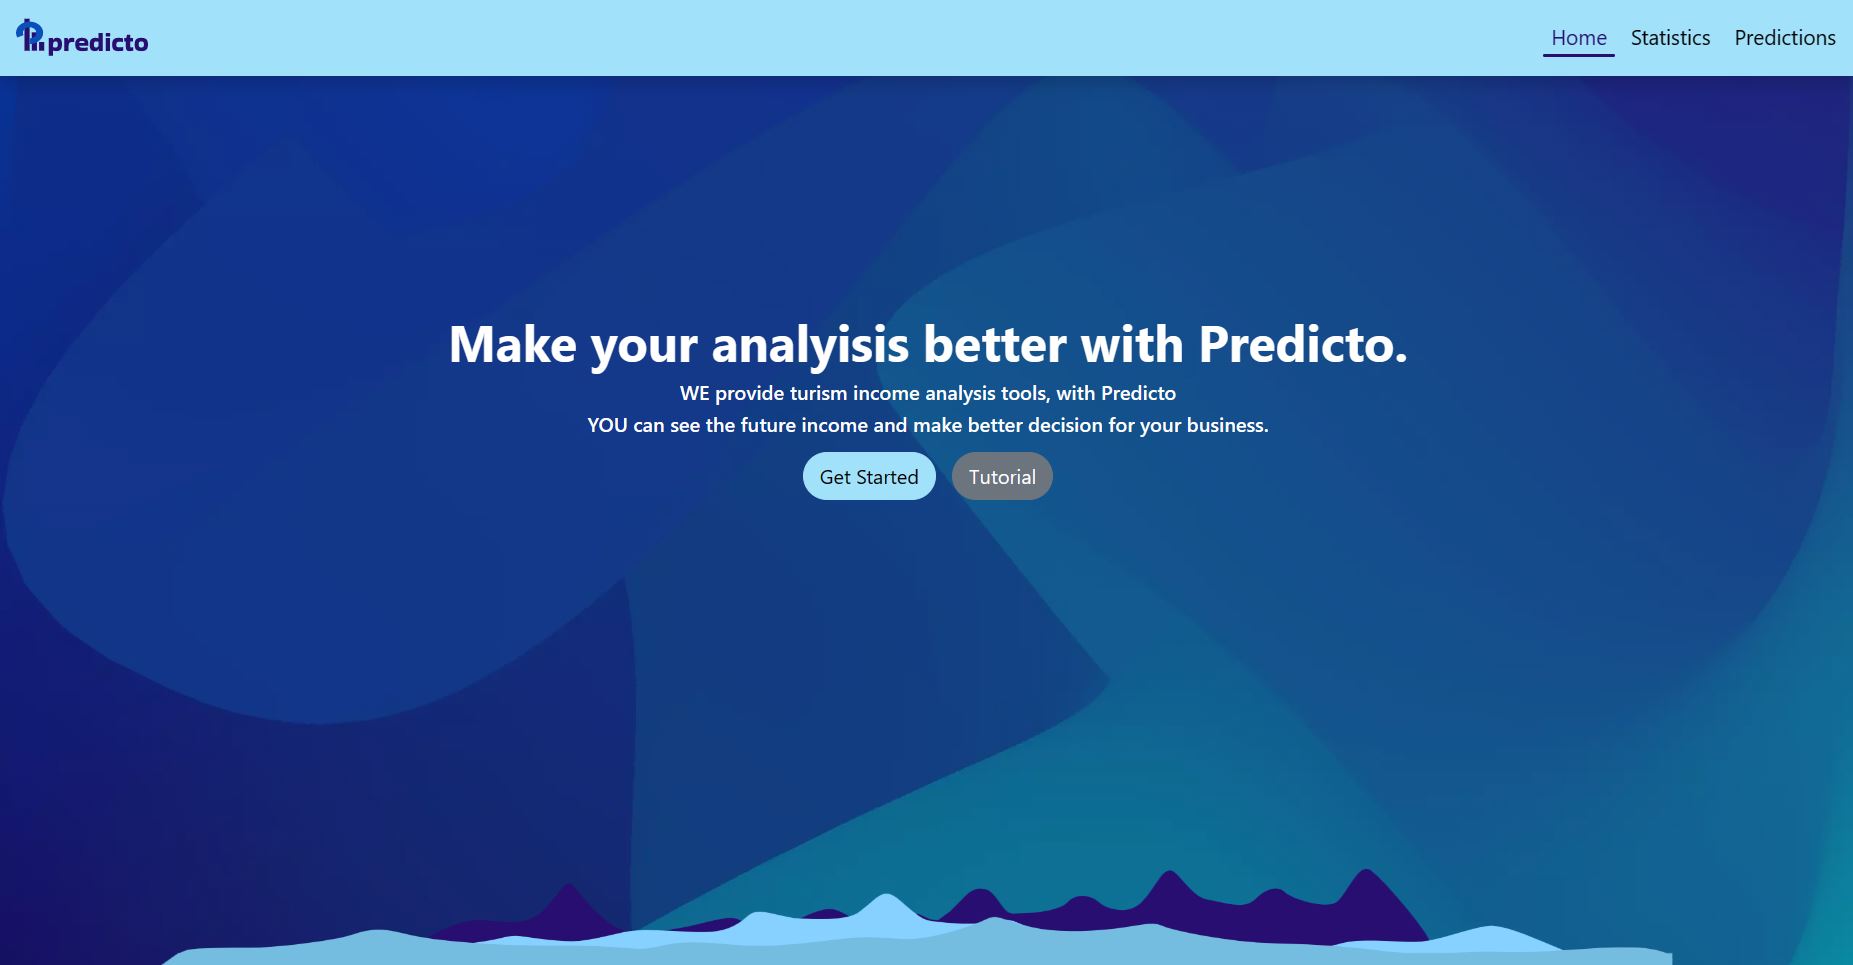 predicto
Home
Statistics
Predictions
Make your analyisis better with Predicto.
WE provide turism income analysis tools, with Predicto
YOU can see the future income and make better decision for your business.
Get Started
Tutorial